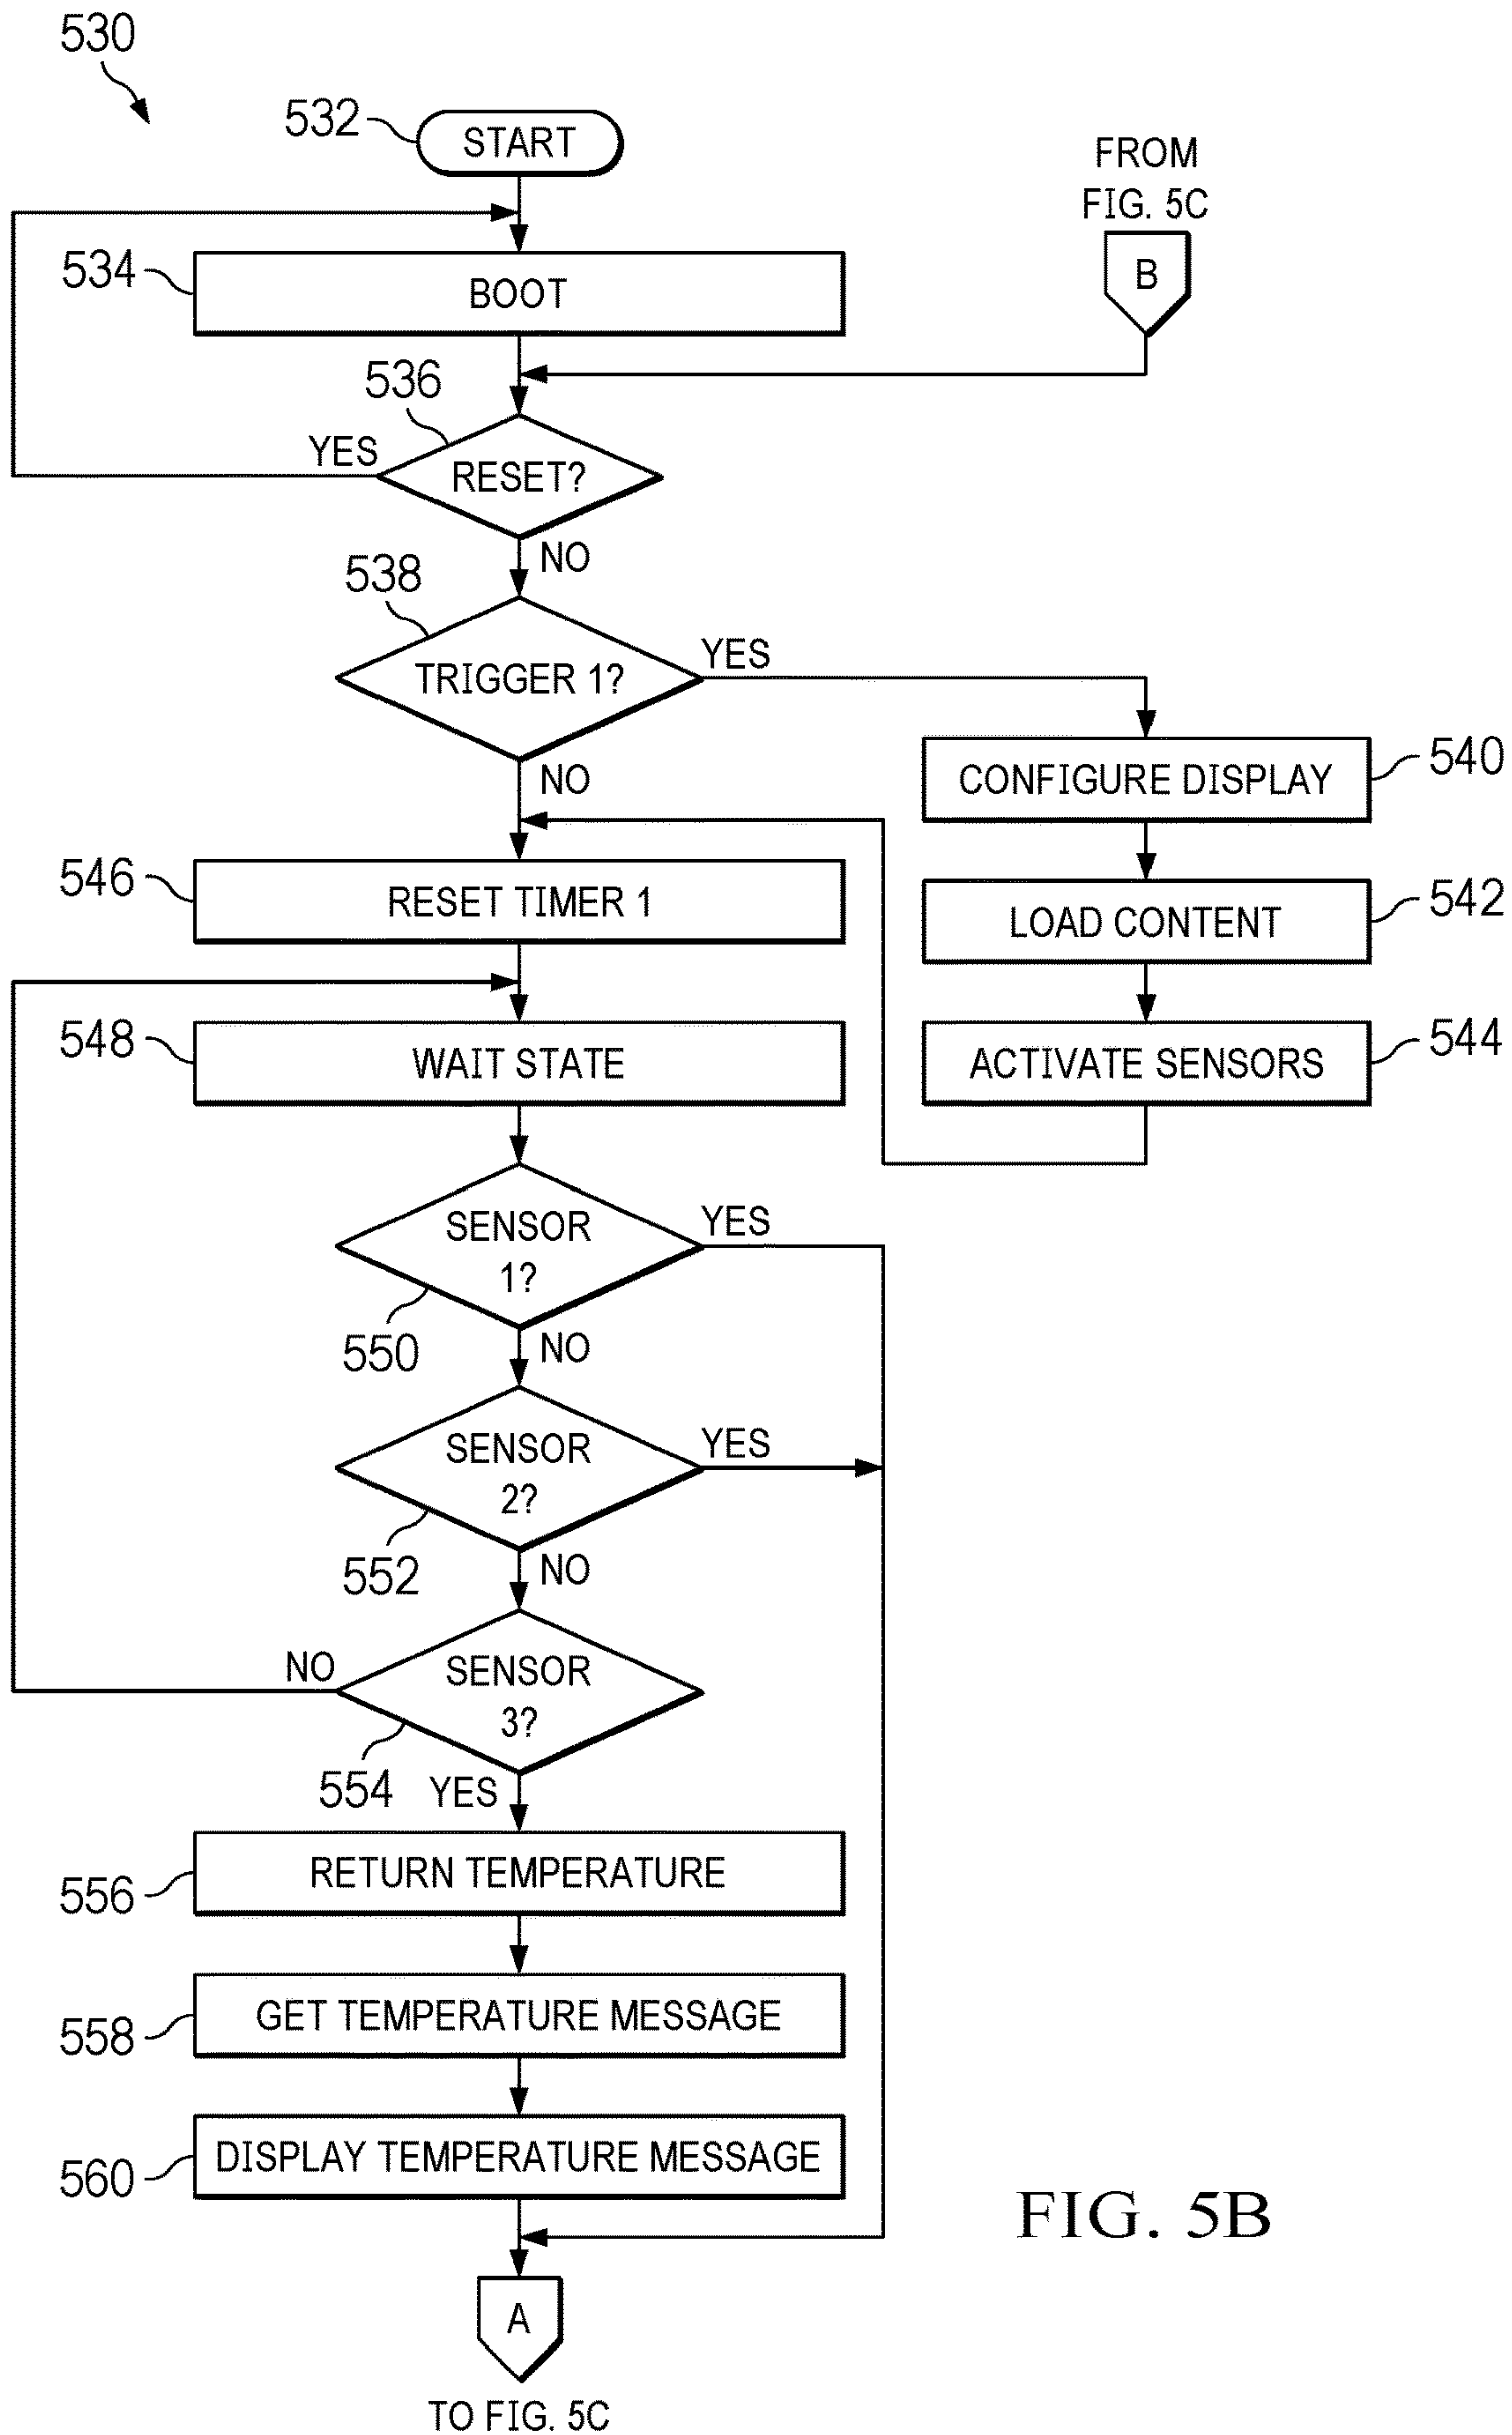 530
532
START
FROM
FIG. 5C
B
534
BOOT
536
YES
RESET?
NO
538
TRIGGER 1?
YES
NO
CONFIGURE DISPLAY
540
LOAD CONTENT
542
ACTIVATE SENSORS
544
546
RESET TIMER 1
548
WAIT STATE
SENSOR
1?
YES
550
NO
SENSOR
2?
YES
552
NO
SENSOR
3?
NO
554
YES
556
RETURN TEMPERATURE
558
GET TEMPERATURE MESSAGE
560
DISPLAY TEMPERATURE MESSAGE
A
TO FIG. 5C
FIG. 5B